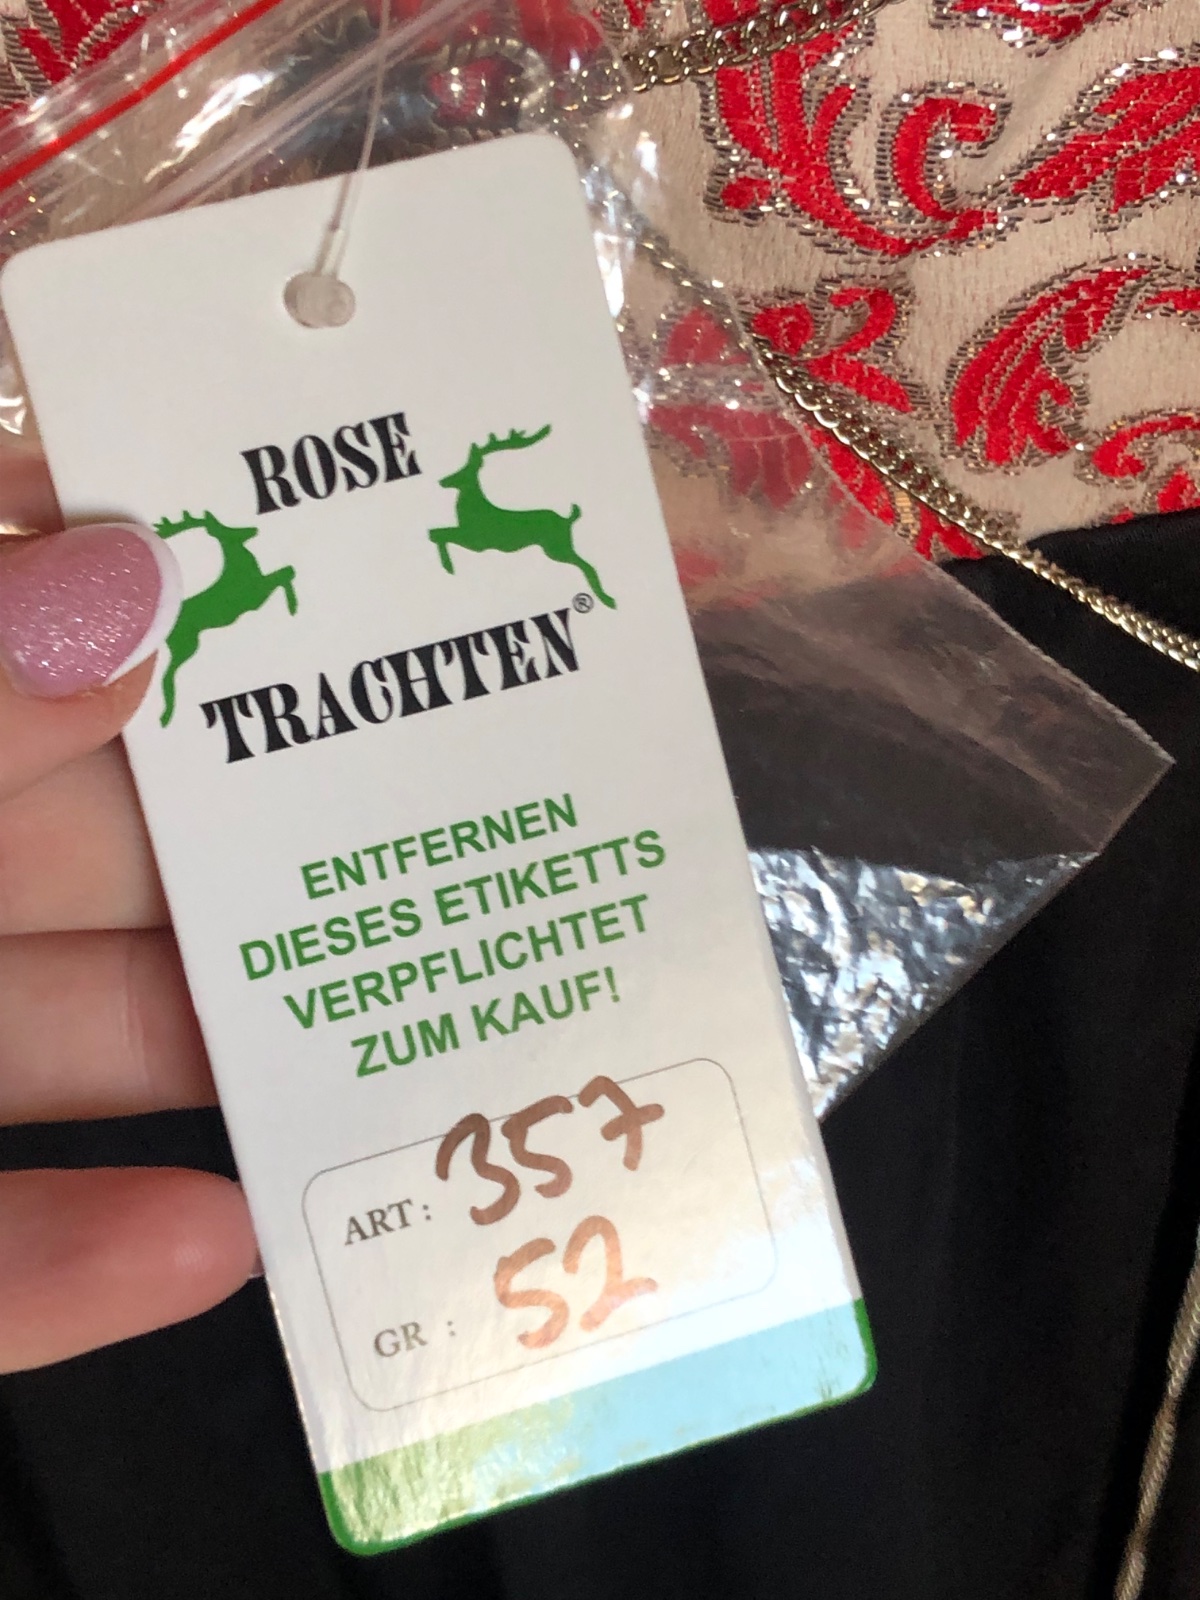 ROSE
TRACHTEN®
ENTFERNEN
DIESES ETIKETTS
VERPFLICHTET
ZUM KAUF!
ART: 357
GR : 52